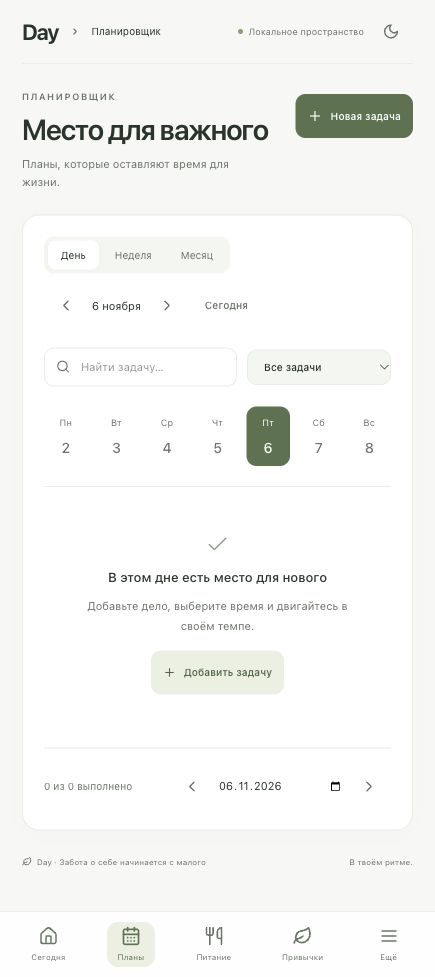 Day > Планировщик
Локальное пространство
ПЛАНИРОВЩИК
Место для важного
Планы, которые оставляют время для
жизни.
Новая задача
День Неделя Месяц
6 ноября Сегодня
Найти задачу...
Все задачи
Пн Вт Ср Чт Пт Сб Вс
2 3 4 5 6 7 8
В этом дне есть место для нового
Добавьте дело, выберите время и двигайтесь в
своём темпе.
Добавить задачу
0 из 0 выполнено
06.11.2026
Day · Забота о себе начинается с малого
В твоём ритме.
Сегодня Планы Питание Привычки Ещё